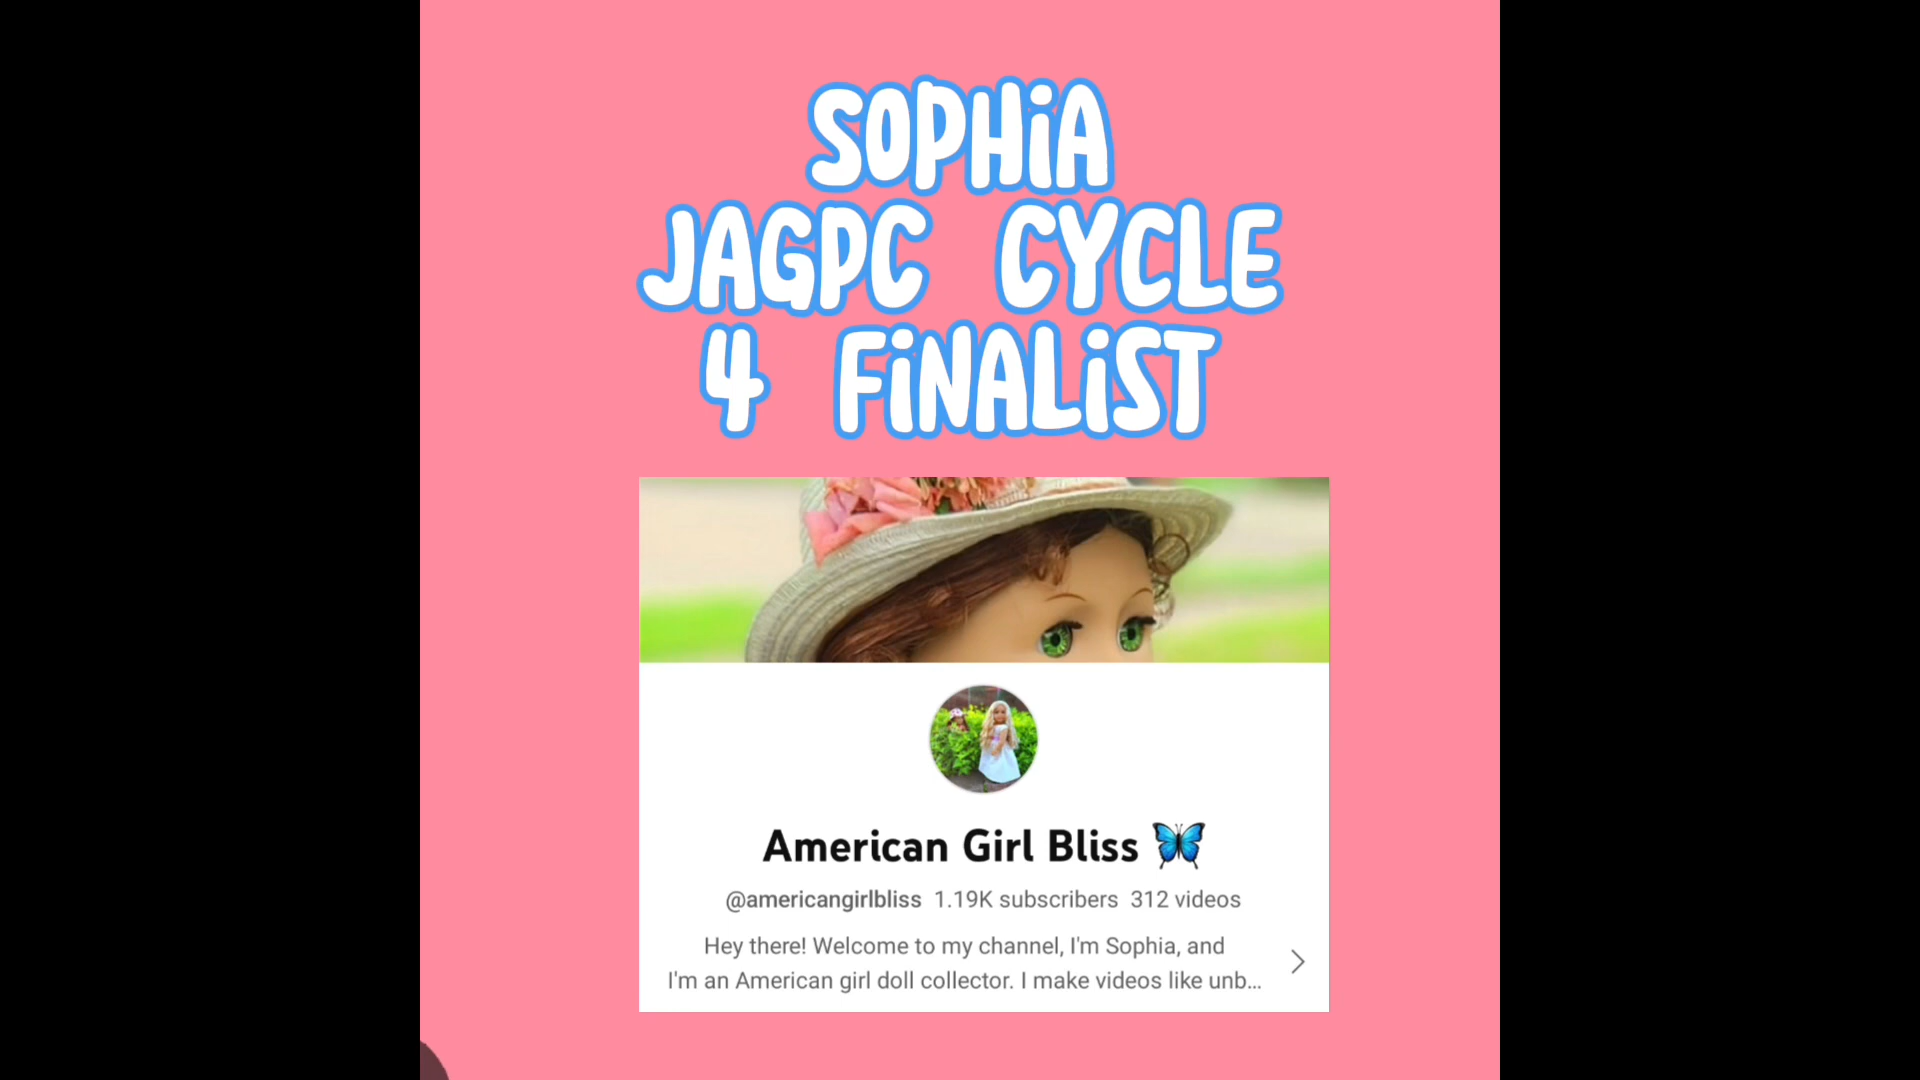 SOPHiA
JAGPC CYCLE
4 FiNALiST
American Girl Bliss 🦋
@americangirlbliss 1.19K subscribers 312 videos
Hey there! Welcome to my channel, I'm Sophia, and
I'm an American girl doll collector. I make videos like unb...